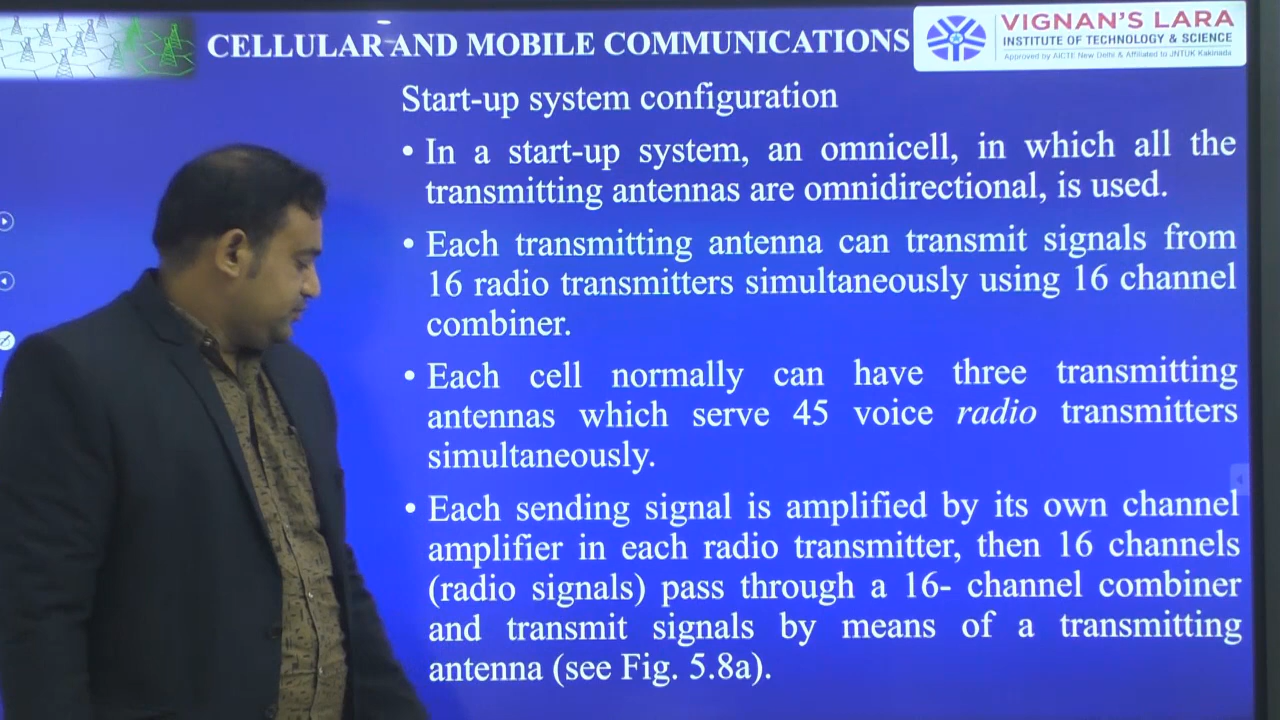 CELLULAR AND MOBILE COMMUNICATIONS
VIGNAN'S LARA
INSTITUTE OF TECHNOLOGY & SCIENCE
Approved by AICTE New Delhi & Affiliated to JNTUK Kakinada
Start-up system configuration
• In a start-up system, an omnicell, in which all the
transmitting antennas are omnidirectional, is used.
• Each transmitting antenna can transmit signals from
16 radio transmitters simultaneously using 16 channel
combiner.
• Each cell normally can have three transmitting
antennas which serve 45 voice radio transmitters
simultaneously.
• Each sending signal is amplified by its own channel
amplifier in each radio transmitter, then 16 channels
(radio signals) pass through a 16- channel combiner
and transmit signals by means of a transmitting
antenna (see Fig. 5.8a).